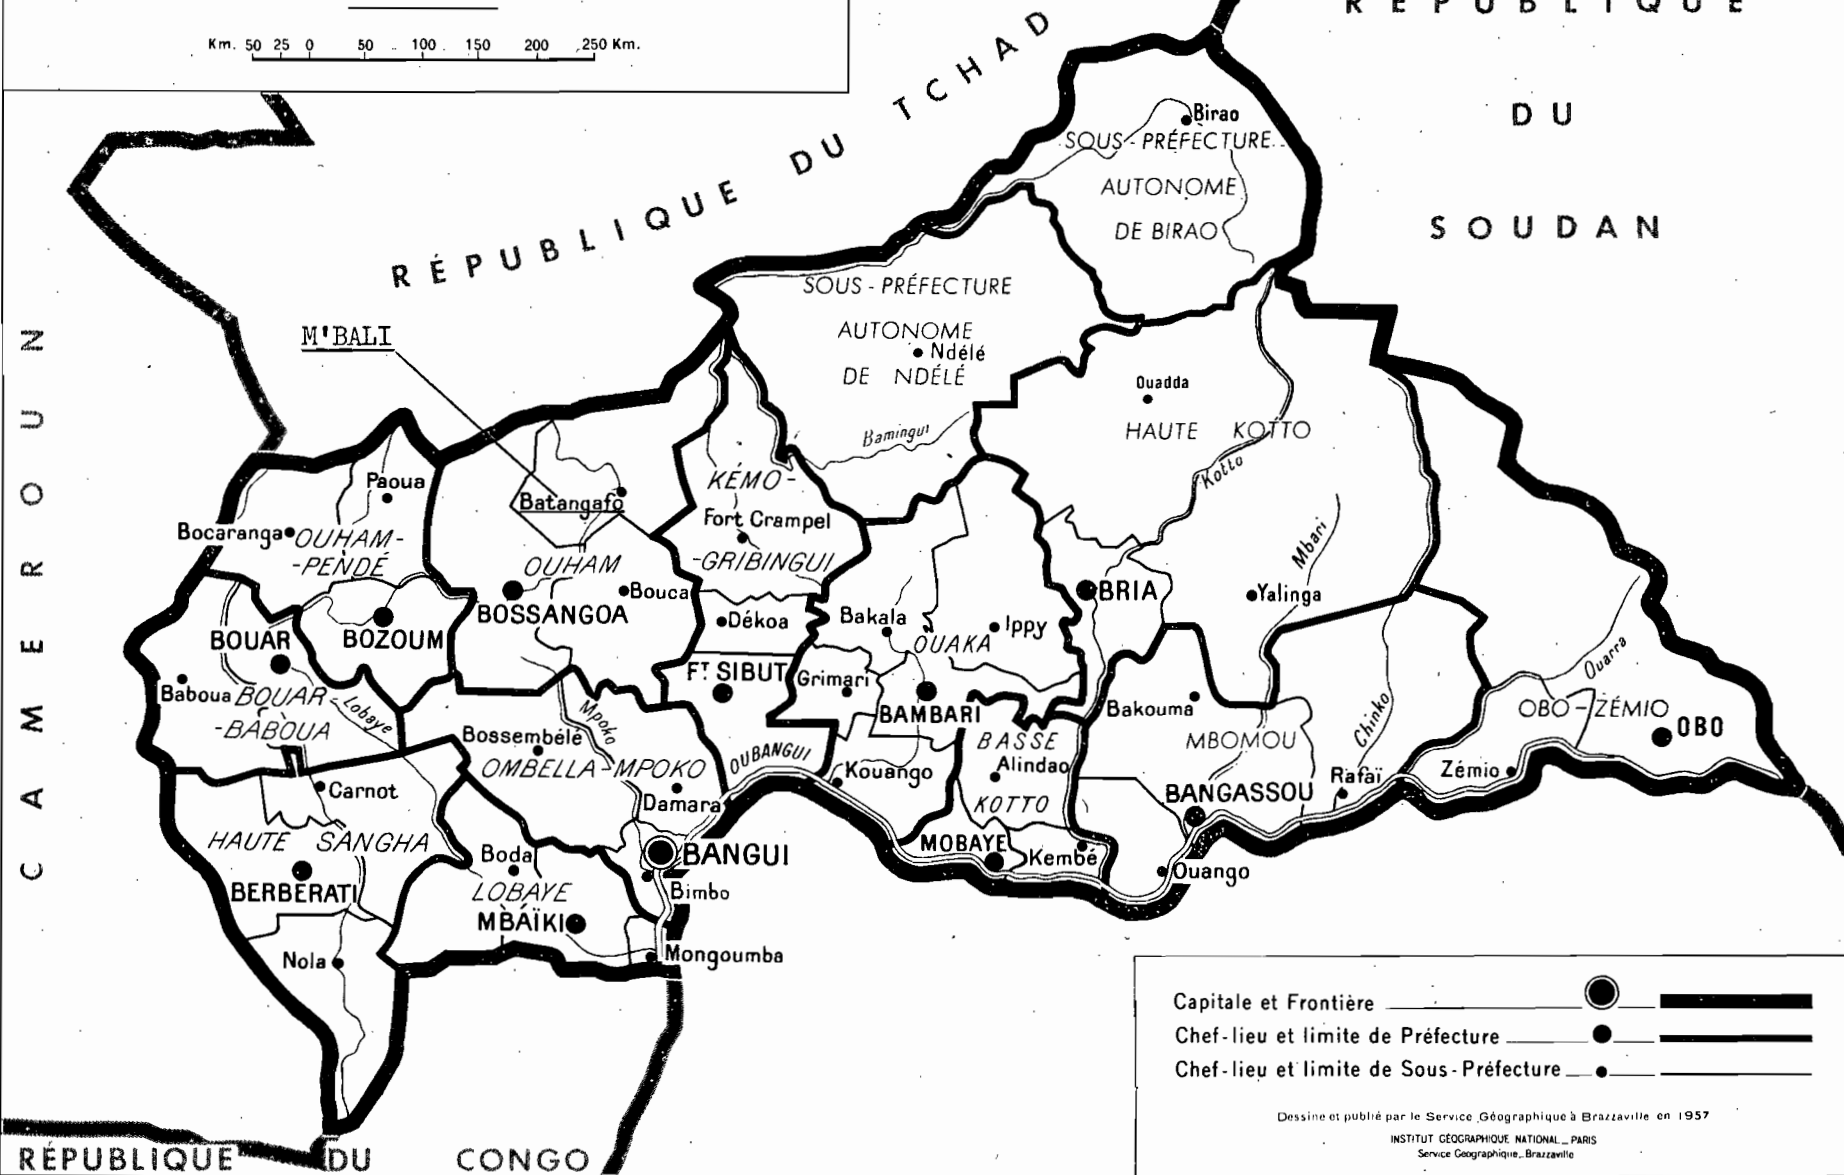 Km. 50 25 0 50 100 150 200 250 Km.
RÉPUBLIQUE DU TCHAD
RÉPUBLIQUE
DU
SOUDAN
CAMEROUN
Birao
SOUS-PRÉFECTURE
AUTONOME
DE BIRAO
SOUS-PRÉFECTURE
AUTONOME
Ndélé
DE NDÉLÉ
M'BALI
Ouadda
HAUTE KOTTO
Kotto
Bamingui
Paoua
Bocaranga
OUHAM-
-PENDÉ
Batangafo
OUHAM
BOSSANGOA
Bouca
KÉMO-
Fort Crampel
-GRIBINGUI
Dékoa
FT SIBUT
Mbari
BRIA
Yalinga
Bakala
Ippy
OUAKA
Grimari
BAMBARI
BOUAR
BOZOUM
Baboua
BOUAR-
-BABOUA
Lobaye
Mpoko
Bossembélé
OMBELLA-MPOKO
Damara
OUBANGUI
Kouango
BASSE
Alindao
KOTTO
Bakouma
MBOMOU
Chinko
Ouarra
OBO-ZÉMIO
OBO
Zémio
Rafaï
BANGASSOU
Carnot
HAUTE SANGHA
BERBERATI
Boda
LOBAYE
MBAÏKI
BANGUI
Bimbo
MOBAYE
Kembé
Ouango
Nola
Mongoumba
RÉPUBLIQUE DU CONGO
Capitale et Frontière
Chef-lieu et limite de Préfecture
Chef-lieu et limite de Sous-Préfecture
Dessiné et publié par le Service Géographique à Brazzaville en 1957
INSTITUT GÉOGRAPHIQUE NATIONAL_PARIS
Service Géographique_Brazzaville